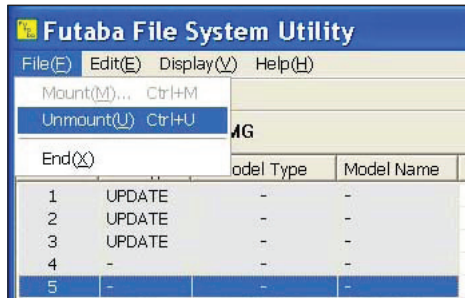 Futaba File System Utility
File(F) Edit(E) Display(V) Help(H)
Mount(M)... Ctrl+M
Unmount(U) Ctrl+U
MG
End(X)
odel Type Model Name
1 UPDATE - -
2 UPDATE - -
3 UPDATE - -
4 - - -
5 - - -